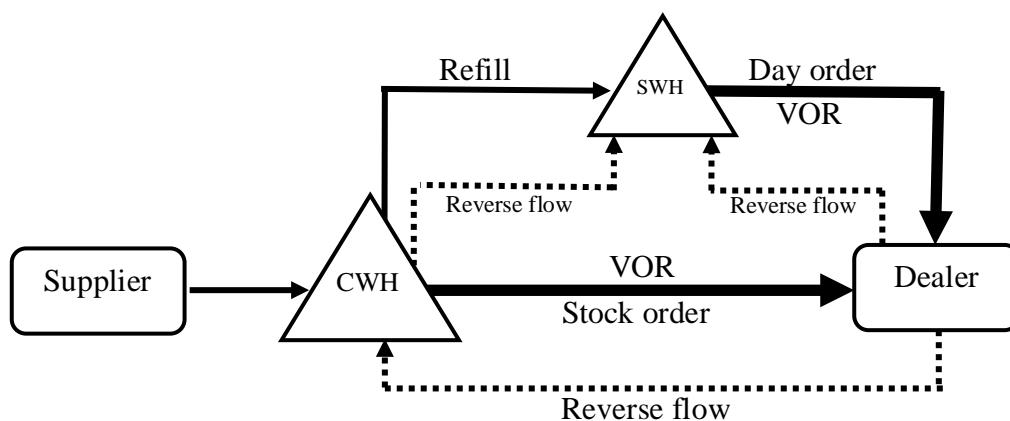 Refill
SWH
Day order
VOR
Reverse flow
Reverse flow
Supplier
CWH
VOR
Stock order
Dealer
Reverse flow